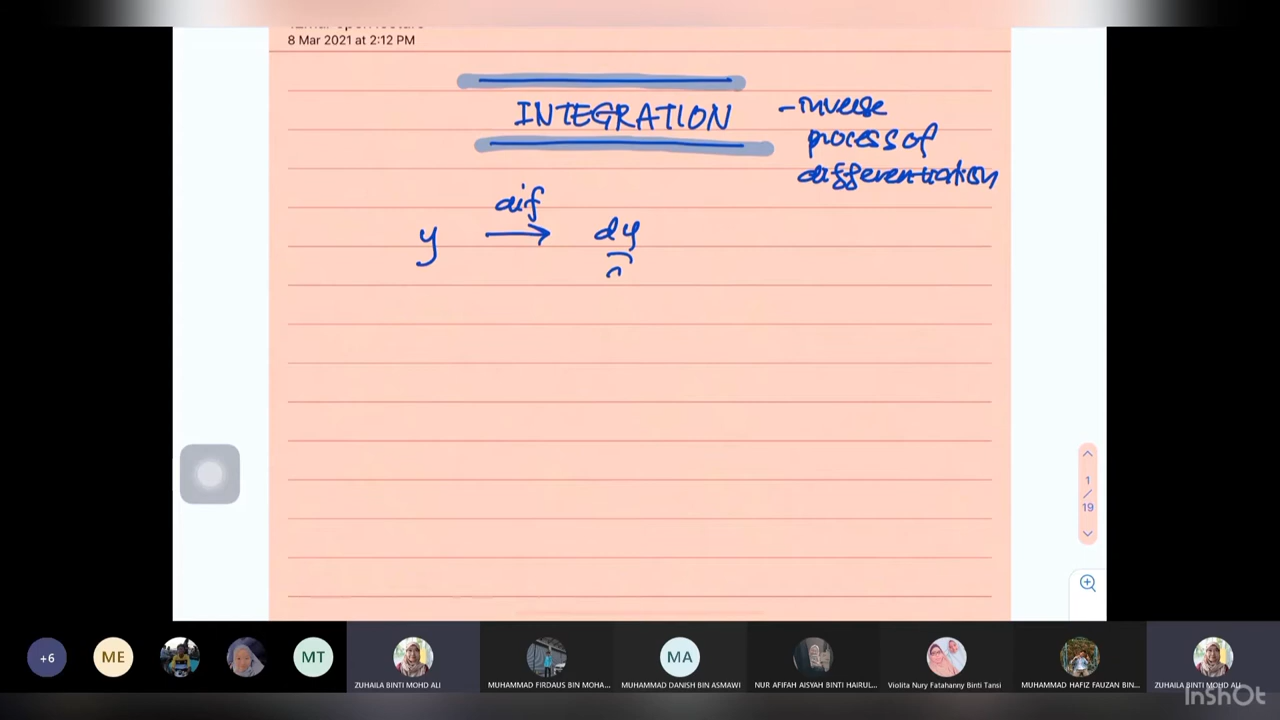 8 Mar 2021 at 2:12 PM
INTEGRATION
- inverse
process of
differentiation
dif
y → dy
1
/
19
+6
ME
MT
MA
ZUHAILA BINTI MOHD ALI
MUHAMMAD FIRDAUS BIN MOHA...
MUHAMMAD DANISH BIN ASMAWI
NUR AFIFAH AISYAH BINTI HAIRUL...
Violita Nury Fatahanny Binti Tansi
MUHAMMAD HAFIZ FAUZAN BIN...
ZUHAILA BINTI MOHD ALI
InShOt